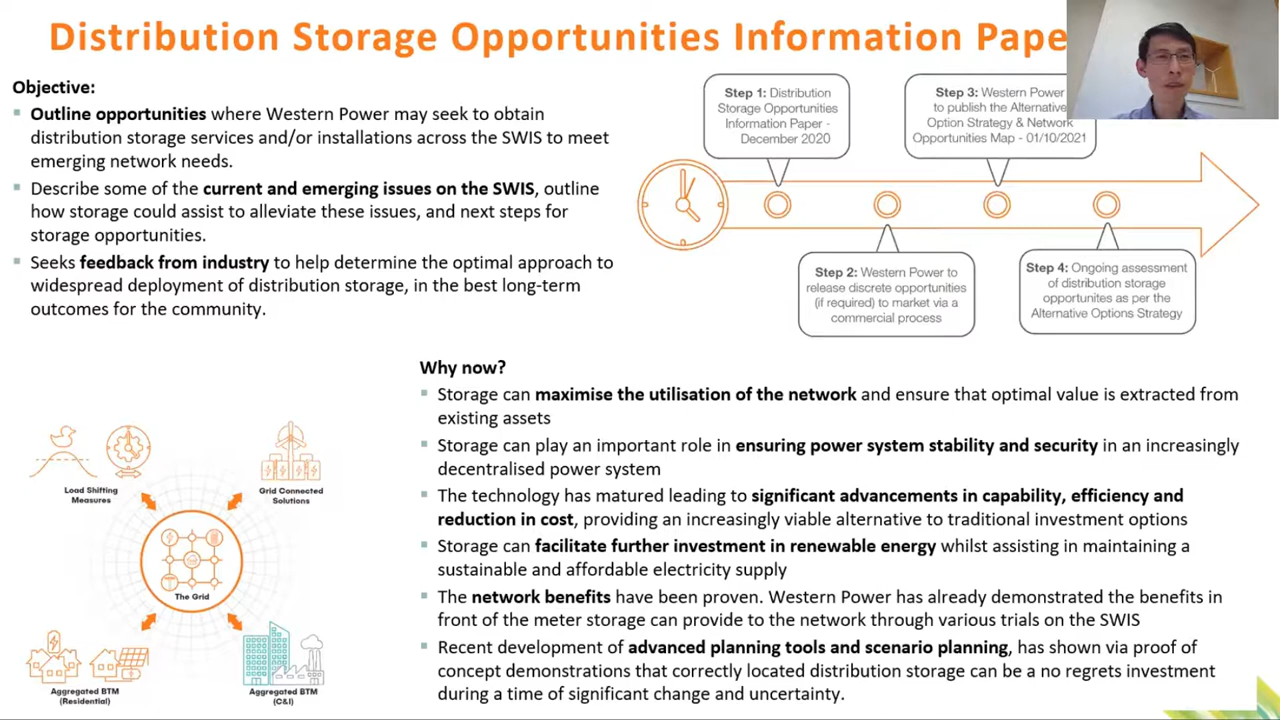 Distribution Storage Opportunities Information Pape
Objective:
Outline opportunities where Western Power may seek to obtain
distribution storage services and/or installations across the SWIS to meet
emerging network needs.
Describe some of the current and emerging issues on the SWIS, outline
how storage could assist to alleviate these issues, and next steps for
storage opportunities.
Seeks feedback from industry to help determine the optimal approach to
widespread deployment of distribution storage, in the best long-term
outcomes for the community.
Step 1: Distribution
Storage Opportunities
Information Paper -
December 2020
Step 3: Western Power
to publish the Alternative
Option Strategy & Network
Opportunities Map - 01/10/2021
Step 2: Western Power to
release discrete opportunities
(if required) to market via a
commercial process
Step 4: Ongoing assessment
of distribution storage
opportunites as per the
Alternative Options Strategy
Why now?
Storage can maximise the utilisation of the network and ensure that optimal value is extracted from
existing assets
Storage can play an important role in ensuring power system stability and security in an increasingly
decentralised power system
The technology has matured leading to significant advancements in capability, efficiency and
reduction in cost, providing an increasingly viable alternative to traditional investment options
Storage can facilitate further investment in renewable energy whilst assisting in maintaining a
sustainable and affordable electricity supply
The network benefits have been proven. Western Power has already demonstrated the benefits in
front of the meter storage can provide to the network through various trials on the SWIS
Recent development of advanced planning tools and scenario planning, has shown via proof of
concept demonstrations that correctly located distribution storage can be a no regrets investment
during a time of significant change and uncertainty.
Load Shifting
Measures
Grid Connected
Solutions
The Grid
Aggregated BTM
(Residential)
Aggregated BTM
(C&I)